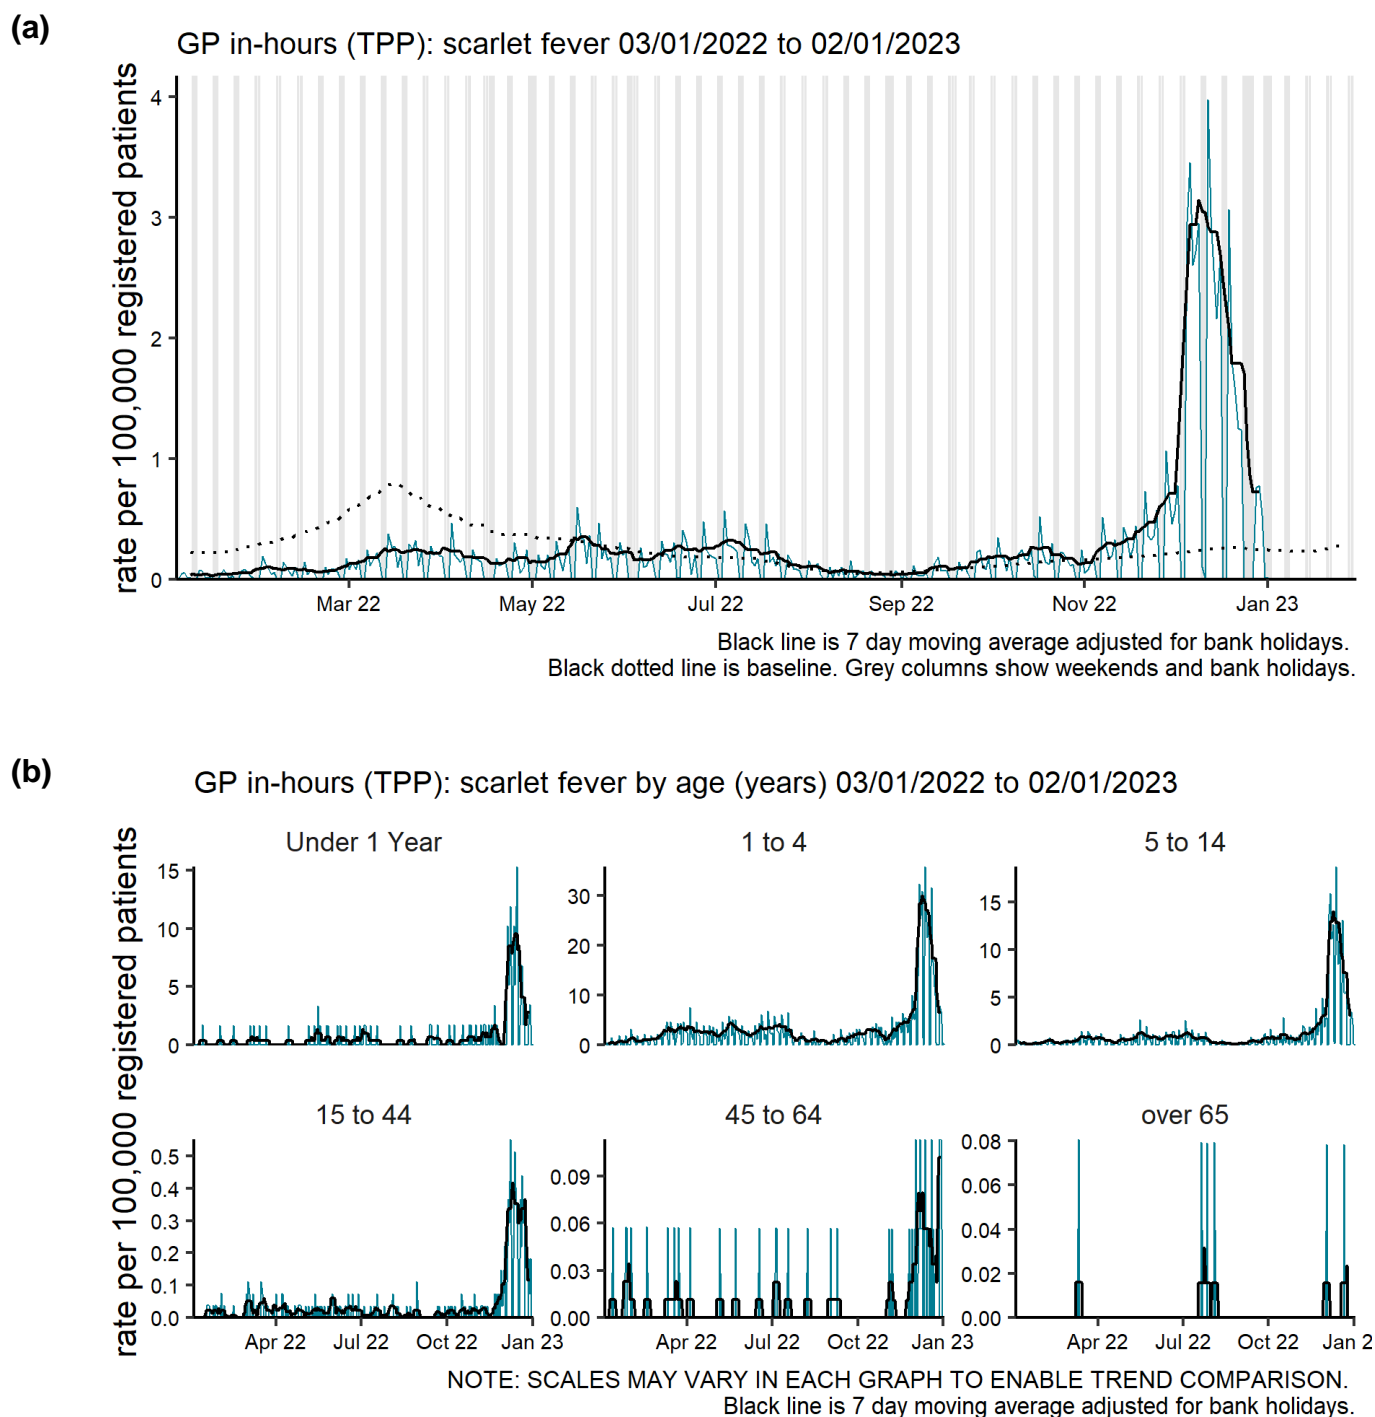 (a)
GP in-hours (TPP): scarlet fever 03/01/2022 to 02/01/2023
rate per 100,000 registered patients
4
3
2
1
0
Mar 22 May 22 Jul 22 Sep 22 Nov 22 Jan 23
Black line is 7 day moving average adjusted for bank holidays.
Black dotted line is baseline. Grey columns show weekends and bank holidays.
(b)
GP in-hours (TPP): scarlet fever by age (years) 03/01/2022 to 02/01/2023
rate per 100,000 registered patients
Under 1 Year
15
10
5
0
1 to 4
30
20
10
0
5 to 14
15
10
5
0
15 to 44
0.5
0.4
0.3
0.2
0.1
0.0
Apr 22 Jul 22 Oct 22 Jan 23
45 to 64
0.09
0.06
0.03
0.00
Apr 22 Jul 22 Oct 22 Jan 23
over 65
0.08
0.06
0.04
0.02
0.00
Apr 22 Jul 22 Oct 22 Jan 2
NOTE: SCALES MAY VARY IN EACH GRAPH TO ENABLE TREND COMPARISON.
Black line is 7 day moving average adjusted for bank holidays.